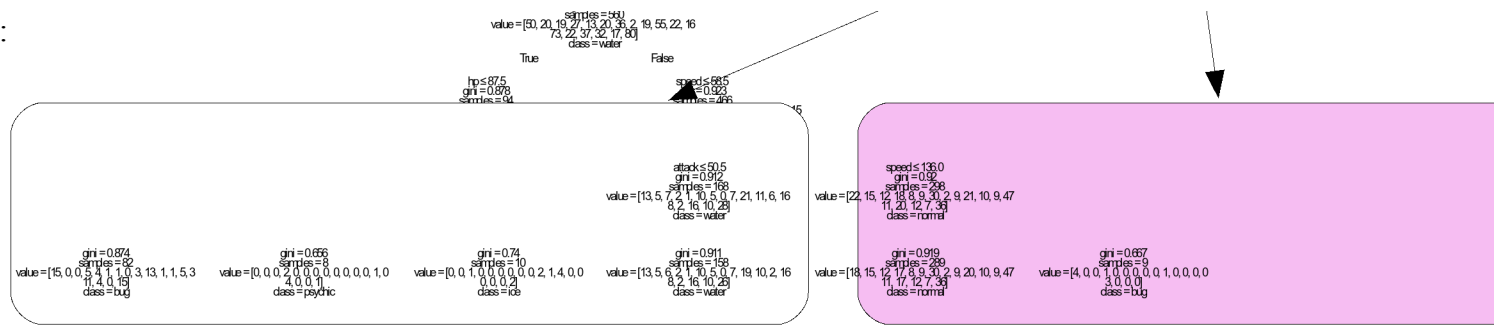 :
samples = 560
value = [50, 20, 19, 27, 13, 20, 36, 2, 19, 55, 22, 16
73, 22, 37, 32, 17, 80]
class = water
True False
hp ≤ 87.5
gini = 0.878
samples = 94
speed ≤ 58.5
= 0.923
samples = 466
15
attack ≤ 50.5
gini = 0.912
samples = 168
value = [13, 5, 7, 2, 1, 10, 5, 0, 7, 21, 11, 6, 16
8, 2, 16, 10, 28]
class = water
speed ≤ 136.0
gini = 0.92
samples = 298
value = [22, 15, 12, 18, 8, 9, 30, 2, 9, 21, 10, 9, 47
11, 20, 12, 7, 36]
class = normal
gini = 0.874
samples = 82
value = [15, 0, 0, 5, 4, 1, 1, 0, 3, 13, 1, 1, 5, 3
11, 4, 0, 15]
class = bug
gini = 0.656
samples = 8
value = [0, 0, 0, 2, 0, 0, 0, 0, 0, 0, 0, 0, 1, 0
4, 0, 0, 1]
class = psychic
gini = 0.74
samples = 10
value = [0, 0, 1, 0, 0, 0, 0, 0, 0, 2, 1, 4, 0, 0
0, 0, 0, 2]
class = ice
gini = 0.911
samples = 158
value = [13, 5, 6, 2, 1, 10, 5, 0, 7, 19, 10, 2, 16
8, 2, 16, 10, 26]
class = water
gini = 0.919
samples = 289
value = [18, 15, 12, 17, 8, 9, 30, 2, 9, 20, 10, 9, 47
11, 17, 12, 7, 36]
class = normal
gini = 0.667
samples = 9
value = [4, 0, 0, 1, 0, 0, 0, 0, 0, 1, 0, 0, 0, 0
3, 0, 0, 0]
class = bug